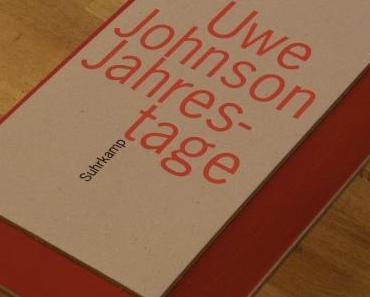 Uwe
Johnson
Jahres-
tage
Suhrkamp